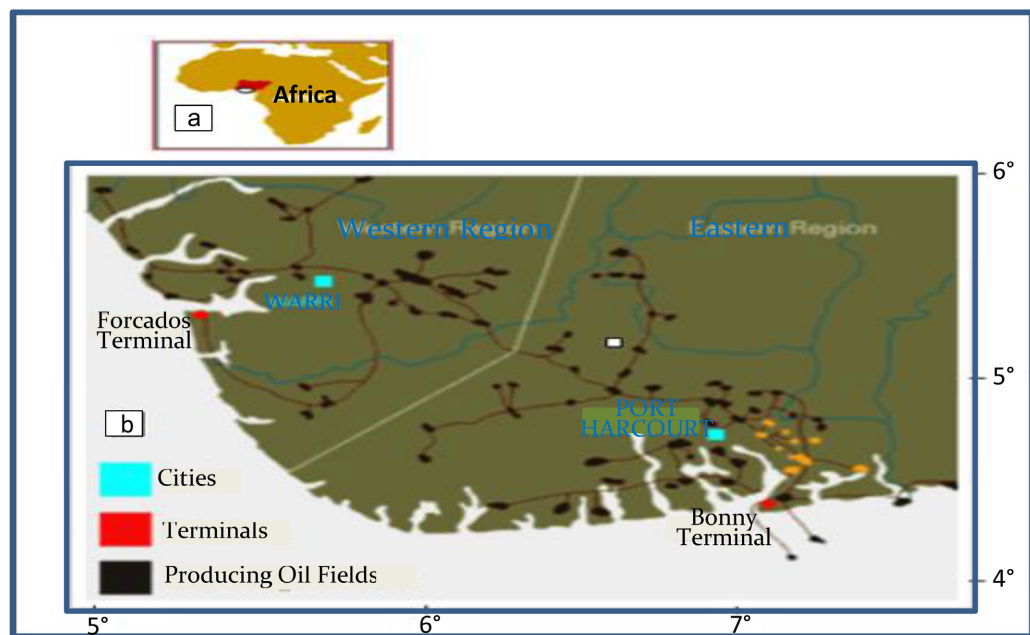 Africa
a
6°
Western Region
Eastern Region
WARRI
Forcados
Terminal
5°
PORT
HARCOURT
b
Cities
Terminals
Bonny
Terminal
Producing Oil Fields
4°
5°
6°
7°